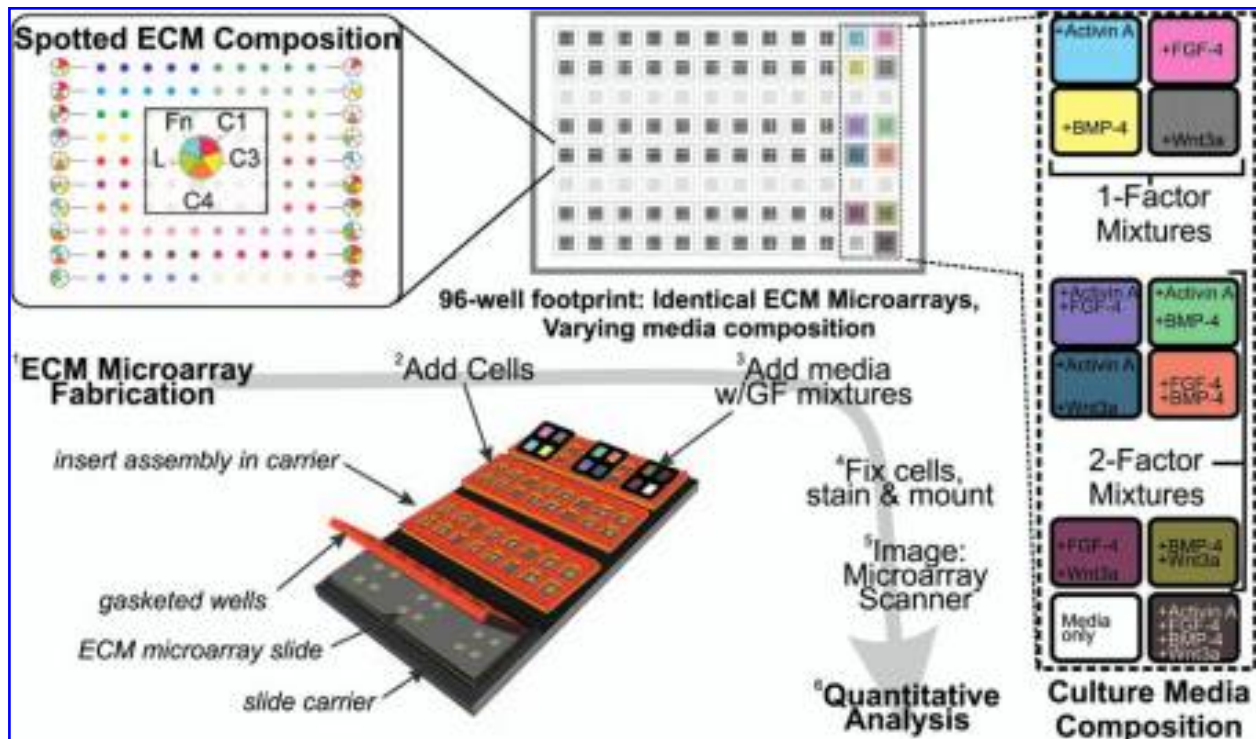 Spotted ECM Composition
Fn C1
L C3
C4
96-well footprint: Identical ECM Microarrays,
Varying media composition
1ECM Microarray
Fabrication
2Add Cells
3Add media
w/GF mixtures
insert assembly in carrier
gasketed wells
ECM microarray slide
slide carrier
4Fix cells,
stain & mount
5Image:
Microarray
Scanner
6Quantitative
Analysis
+Activin A
+FGF-4
+BMP-4
+Wnt3a
1-Factor
Mixtures
+Activin A
+FGF-4
+Activin A
+BMP-4
+Activin A
+Wnt3a
+FGF-4
+BMP-4
2-Factor
Mixtures
+FGF-4
+Wnt3a
+BMP-4
+Wnt3a
Media
only
+Activin A
+FGF-4
+BMP-4
+Wnt3a
Culture Media
Composition